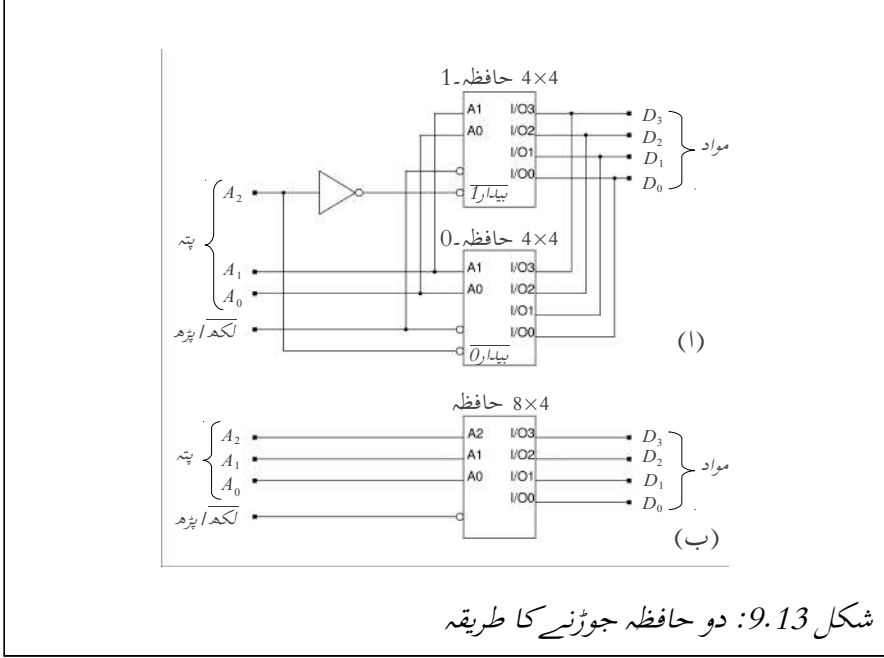 4×4 حافظہ۔1
A1 I/O3 D₃
A0 I/O2 D₂
I/O1 D₁
I/O0 D₀
مواد
A₂
بیدار1
پتہ
4×4 حافظہ۔0
A₁ A1 I/O3
A₀ A0 I/O2
I/O1
لکھ/پڑھ I/O0
بیدار0
(ا)
8×4 حافظہ
A₂ A2 I/O3 D₃
A₁ A1 I/O2 D₂
A₀ A0 I/O1 D₁
I/O0 D₀
پتہ
مواد
لکھ/پڑھ
(ب)
شکل 9.13: دو حافظہ جوڑنے کا طریقہ